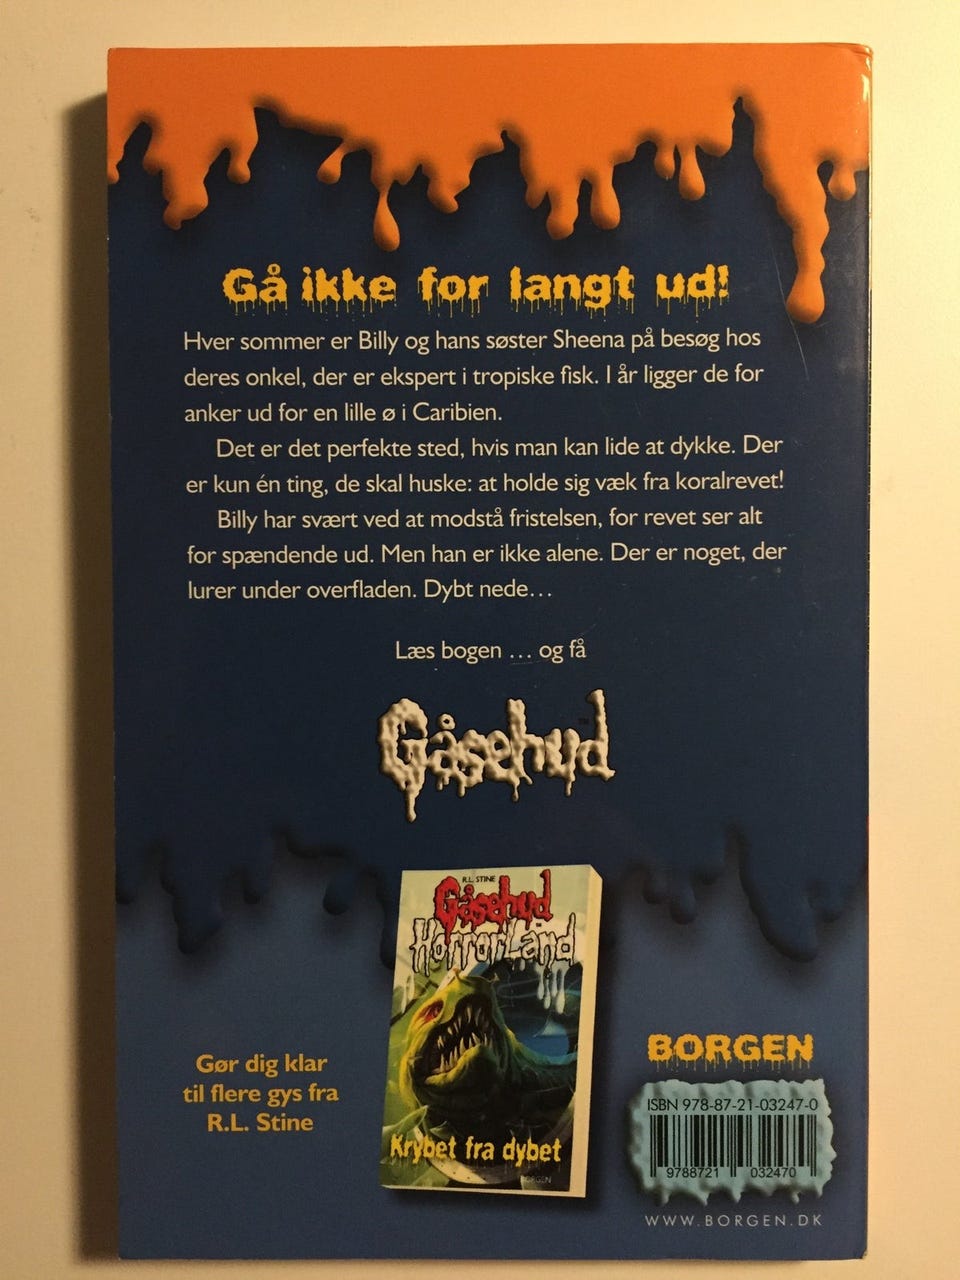 Gå ikke for langt ud!
Hver sommer er Billy og hans søster Sheena på besøg hos
deres onkel, der er ekspert i tropiske fisk. I år ligger de for
anker ud for en lille ø i Caribien.
Det er det perfekte sted, hvis man kan lide at dykke. Der
er kun én ting, de skal huske: at holde sig væk fra koralrevet!
Billy har svært ved at modstå fristelsen, for revet ser alt
for spændende ud. Men han er ikke alene. Der er noget, der
lurer under overfladen. Dybt nede…
Læs bogen … og få
Gåsehud™
R.L. STINE
Gåsehud
HorrorLand
Krybet fra dybet
BORGEN
Gør dig klar
til flere gys fra
R.L. Stine
BORGEN
ISBN 978-87-21-03247-0
9788721 032470
WWW.BORGEN.DK